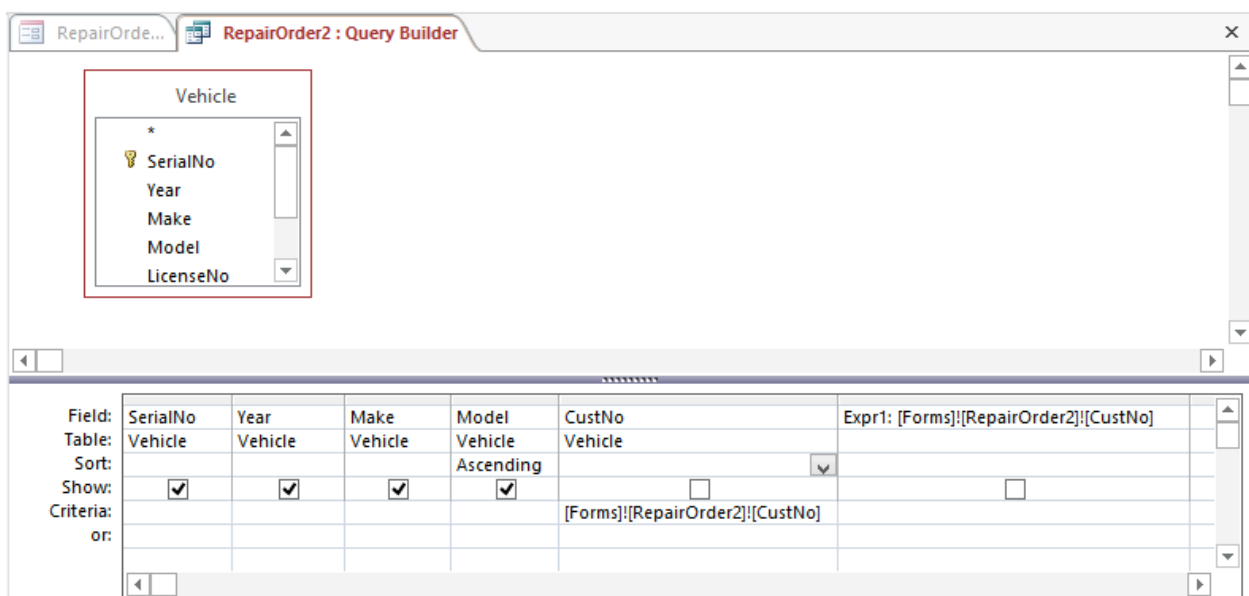 RepairOrde... RepairOrder2 : Query Builder
Vehicle
*
SerialNo
Year
Make
Model
LicenseNo
Field: SerialNo Year Make Model CustNo Expr1: [Forms]![RepairOrder2]![CustNo]
Table: Vehicle Vehicle Vehicle Vehicle Vehicle
Sort: Ascending
Show:
Criteria: [Forms]![RepairOrder2]![CustNo]
or: